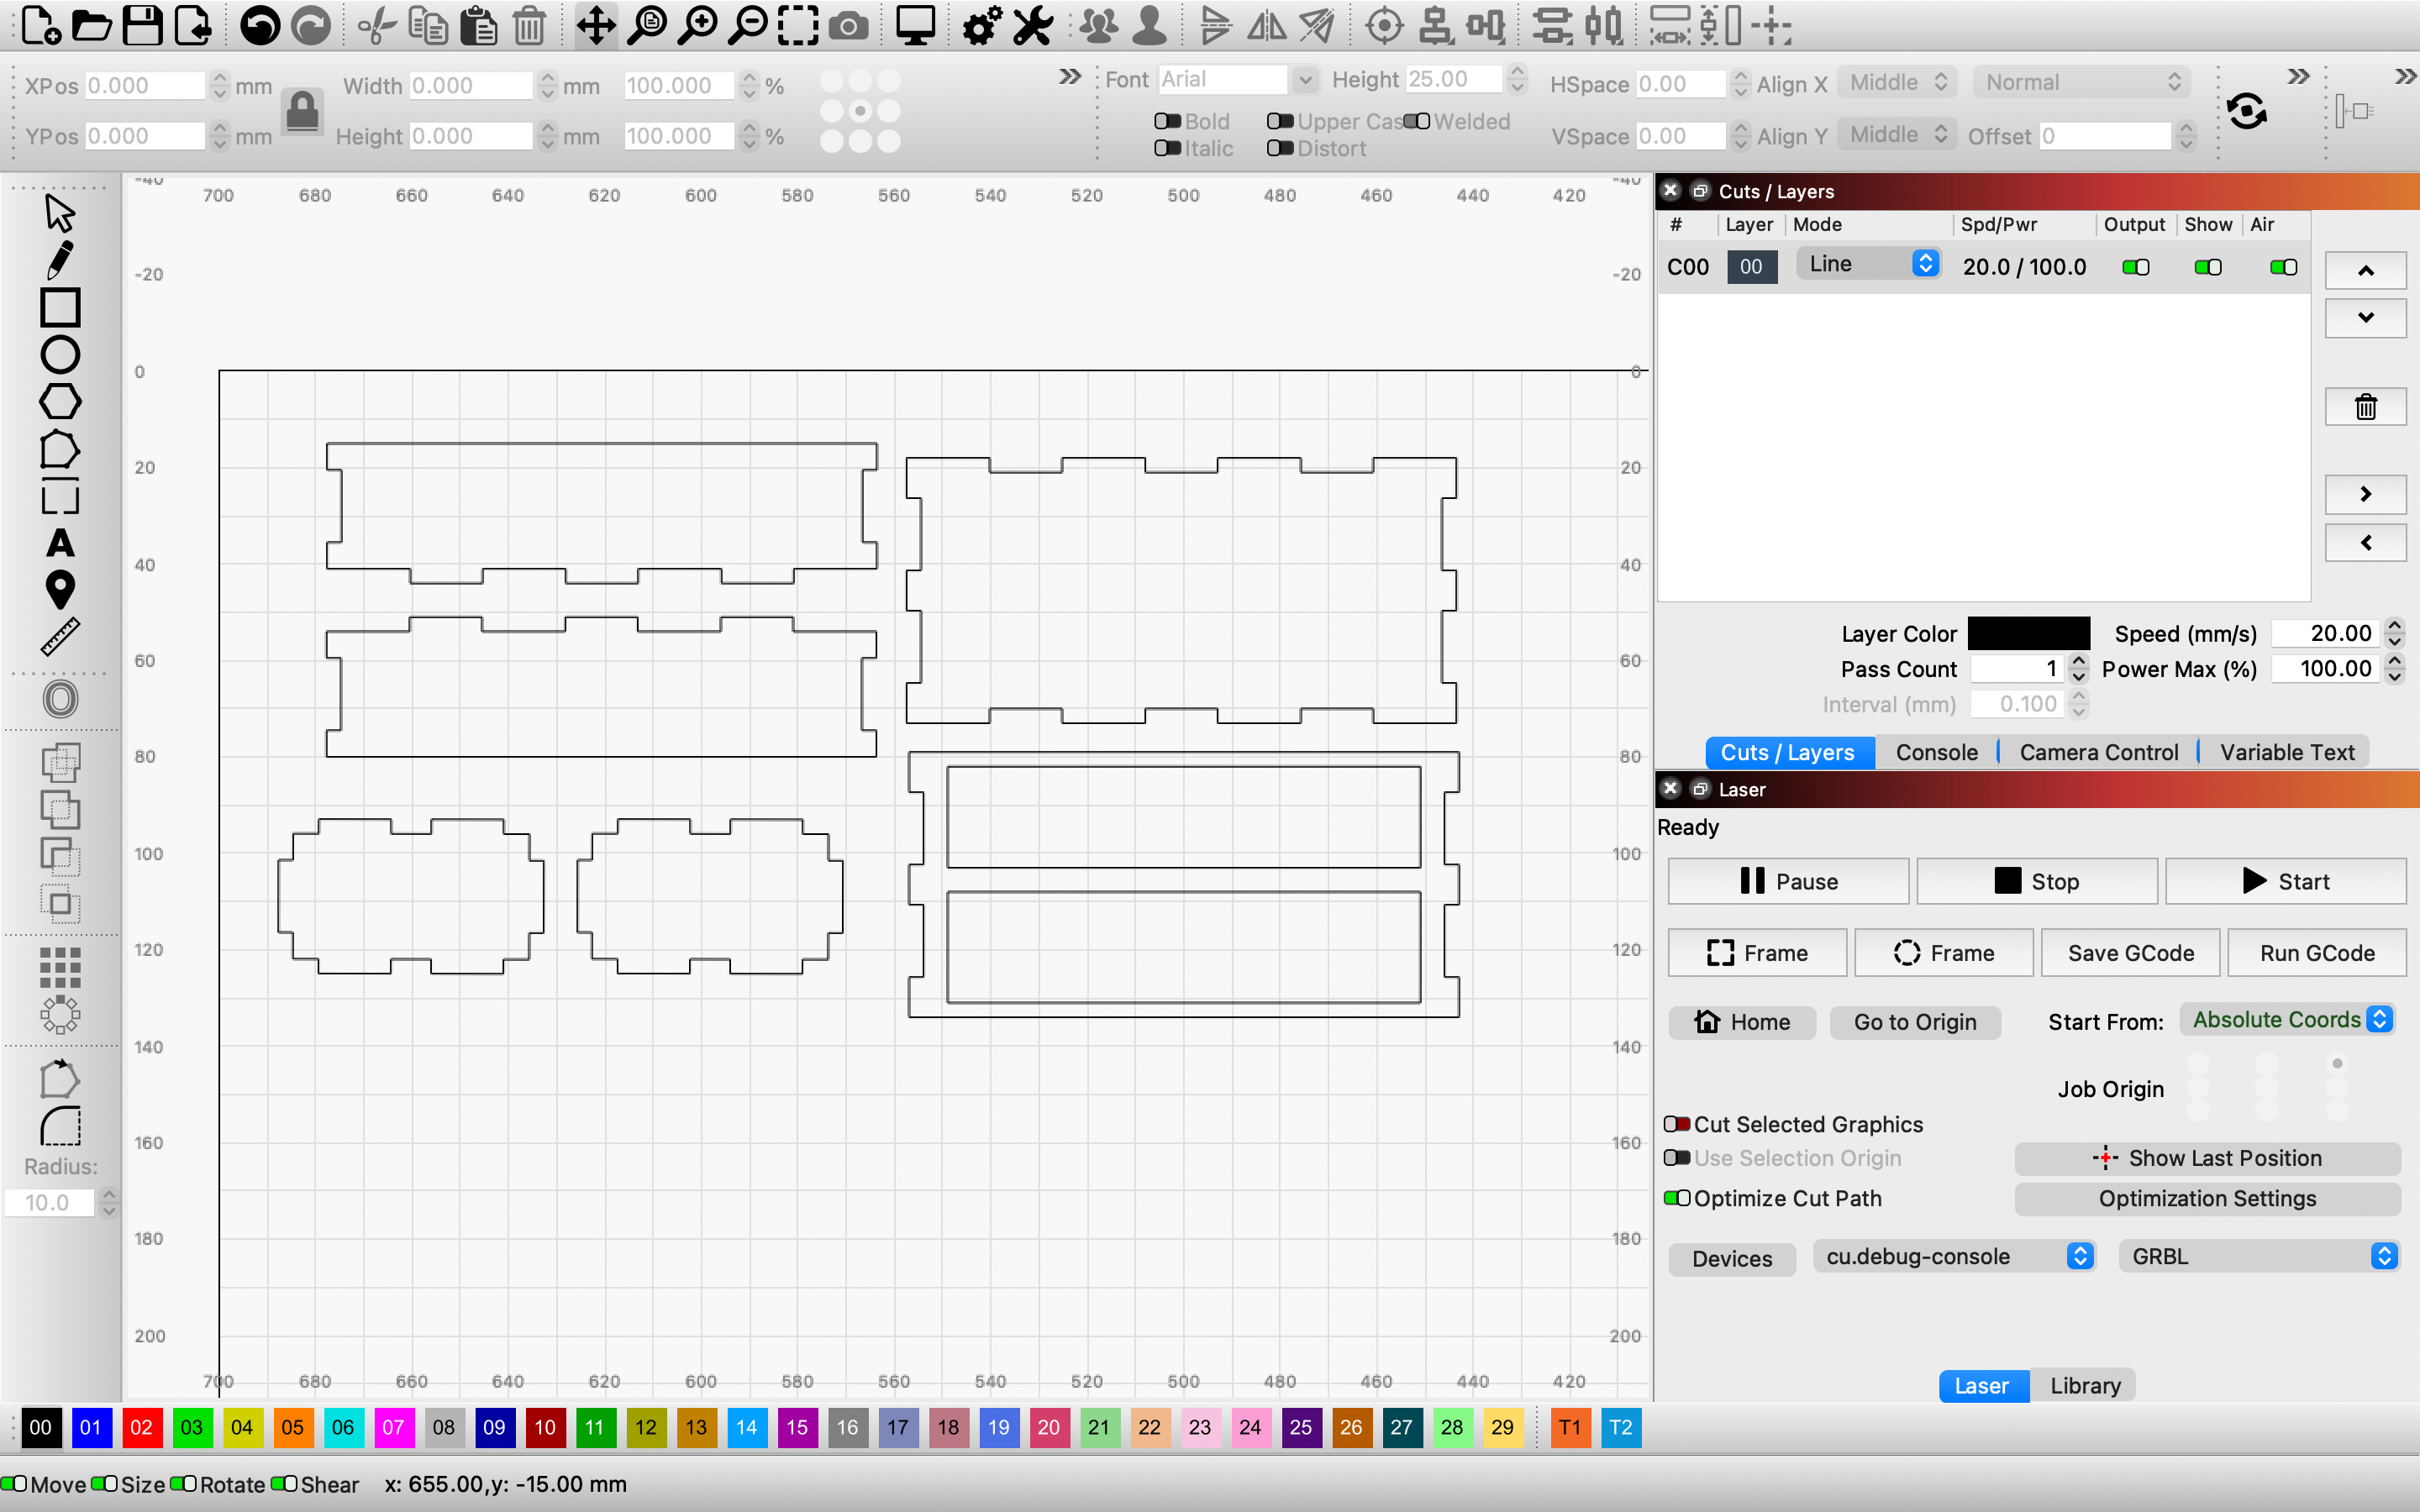 XPos 0.000 mm Width 0.000 mm 100.000 % Font Arial Height 25.00 HSpace 0.00 Align X Middle Normal
Bold Upper Cas Welded
YPos 0.000 mm Height 0.000 mm 100.000 % Italic Distort VSpace 0.00 Align Y Middle Offset 0
-40 700 680 660 640 620 600 580 560 540 520 500 480 460 440 420 -40
-20 -20
0 0
20 20
40 40
60 60
80 80
100 100
120 120
140 140
160 160
180 180
200 200
700 680 660 640 620 600 580 560 540 520 500 480 460 440 420
A
Radius:
10.0
Cuts / Layers
# Layer Mode Spd/Pwr Output Show Air
C00 00 Line 20.0 / 100.0
Layer Color Speed (mm/s) 20.00
Pass Count 1 Power Max (%) 100.00
Interval (mm) 0.100
Cuts / Layers Console Camera Control Variable Text
Laser
Ready
Pause Stop Start
Frame Frame Save GCode Run GCode
Home Go to Origin Start From: Absolute Coords
Job Origin
Cut Selected Graphics
Use Selection Origin Show Last Position
Optimize Cut Path Optimization Settings
Devices cu.debug-console GRBL
Laser Library
00 01 02 03 04 05 06 07 08 09 10 11 12 13 14 15 16 17 18 19 20 21 22 23 24 25 26 27 28 29 T1 T2
Move Size Rotate Shear x: 655.00,y: -15.00 mm